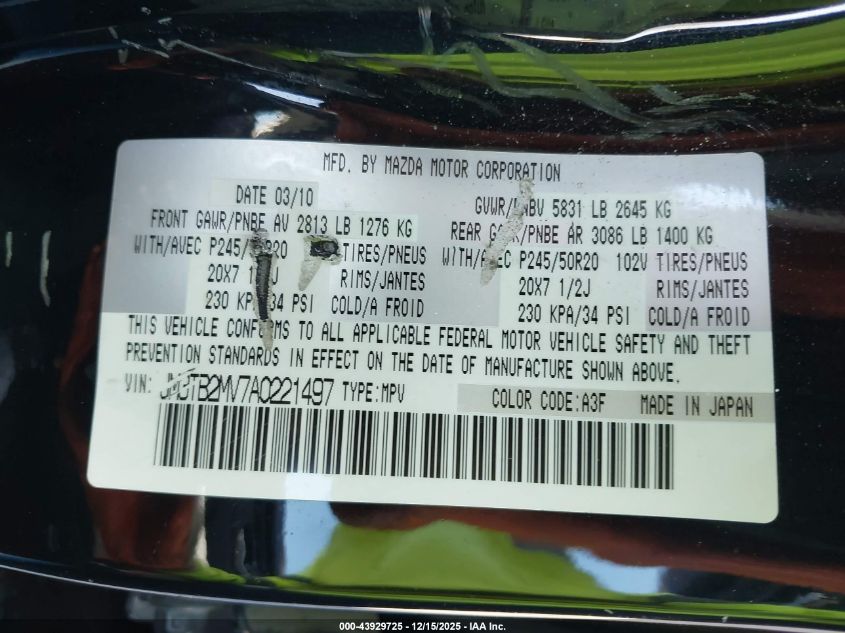 MFD. BY MAZDA MOTOR CORPORATION
DATE 03/10
GVWR/PNBV 5831 LB 2645 KG
FRONT GAWR/PNBE AV 2813 LB 1276 KG
REAR GAWR/PNBE AR 3086 LB 1400 KG
WITH/AVEC P245/ R20 TIRES/PNEUS
WITH/AVEC P245/50R20 102V TIRES/PNEUS
20X7 1 J RIMS/JANTES
20X7 1/2J RIMS/JANTES
230 KPA/34 PSI COLD/A FROID
230 KPA/34 PSI COLD/A FROID
THIS VEHICLE CONFORMS TO ALL APPLICABLE FEDERAL MOTOR VEHICLE SAFETY AND THEFT
PREVENTION STANDARDS IN EFFECT ON THE DATE OF MANUFACTURE SHOWN ABOVE.
VIN: JM3TB2MV7A0221497 TYPE:MPV COLOR CODE:A3F MADE IN JAPAN
000-43929725 - 12/15/2025 - IAA Inc.